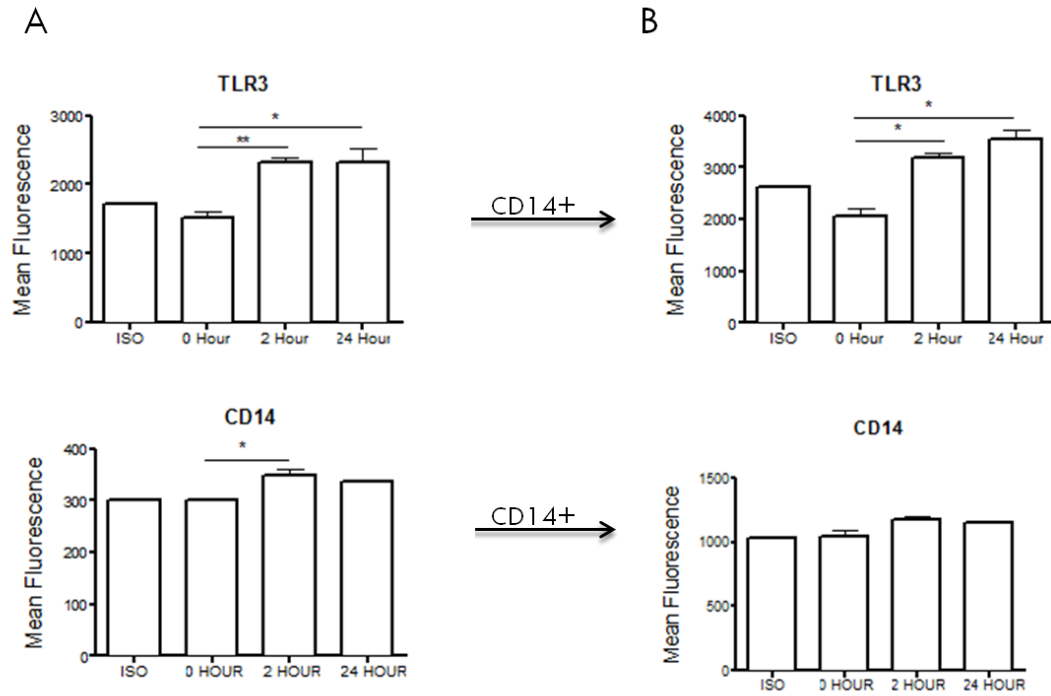 A
B
TLR3
Mean Fluorescence
3000
2000
1000
0
*
**
ISO 0 Hour 2 Hour 24 Hour
CD14+
TLR3
Mean Fluorescence
4000
3000
2000
1000
0
*
*
ISO 0 Hour 2 Hour 24 Hour
CD14
Mean Fluorescence
400
300
200
100
0
*
ISO 0 HOUR 2 HOUR 24 HOUR
CD14+
CD14
Mean Fluorescence
1500
1000
500
0
ISO 0 HOUR 2 HOUR 24 HOUR